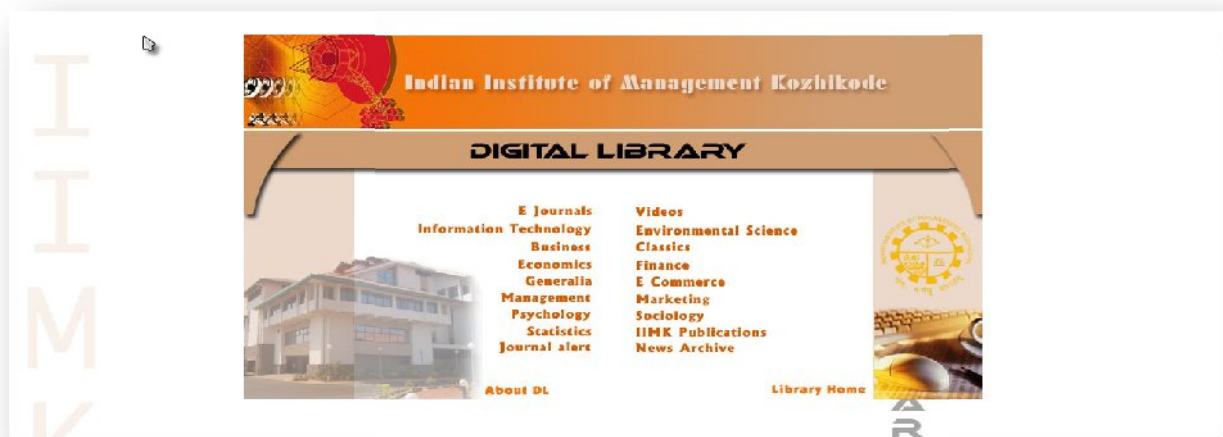 Indian Institute of Management Kozhikode
DIGITAL LIBRARY
E Journals
Information Technology
Business
Economics
Generalia
Management
Psychology
Statistics
Journal alert
Videos
Environmental Science
Classics
Finance
E Commerce
Marketing
Sociology
IIMK Publications
News Archive
About DL
Library Home
I
I
M
K
A
R